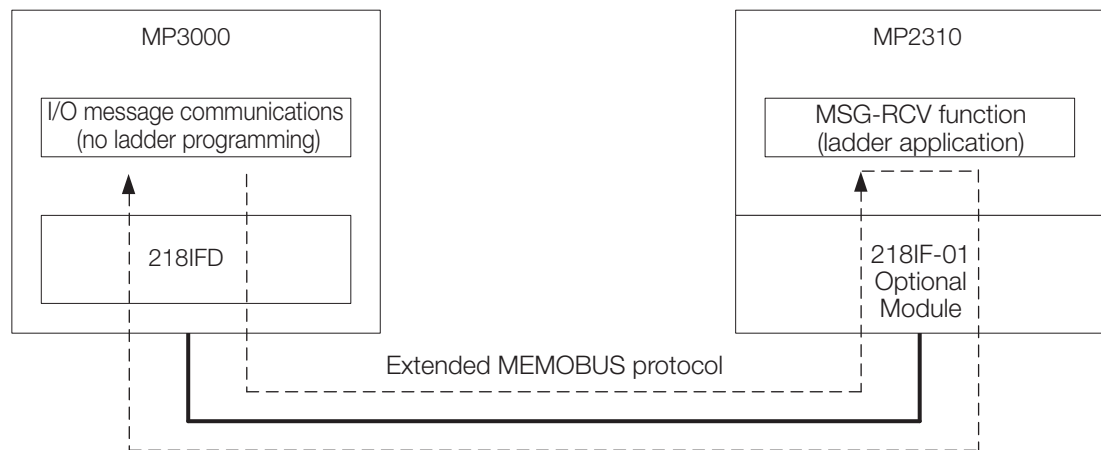 MP3000
MP2310
I/O message communications
(no ladder programming)
MSG-RCV function
(ladder application)
218IFD
218IF-01
Optional
Module
Extended MEMOBUS protocol